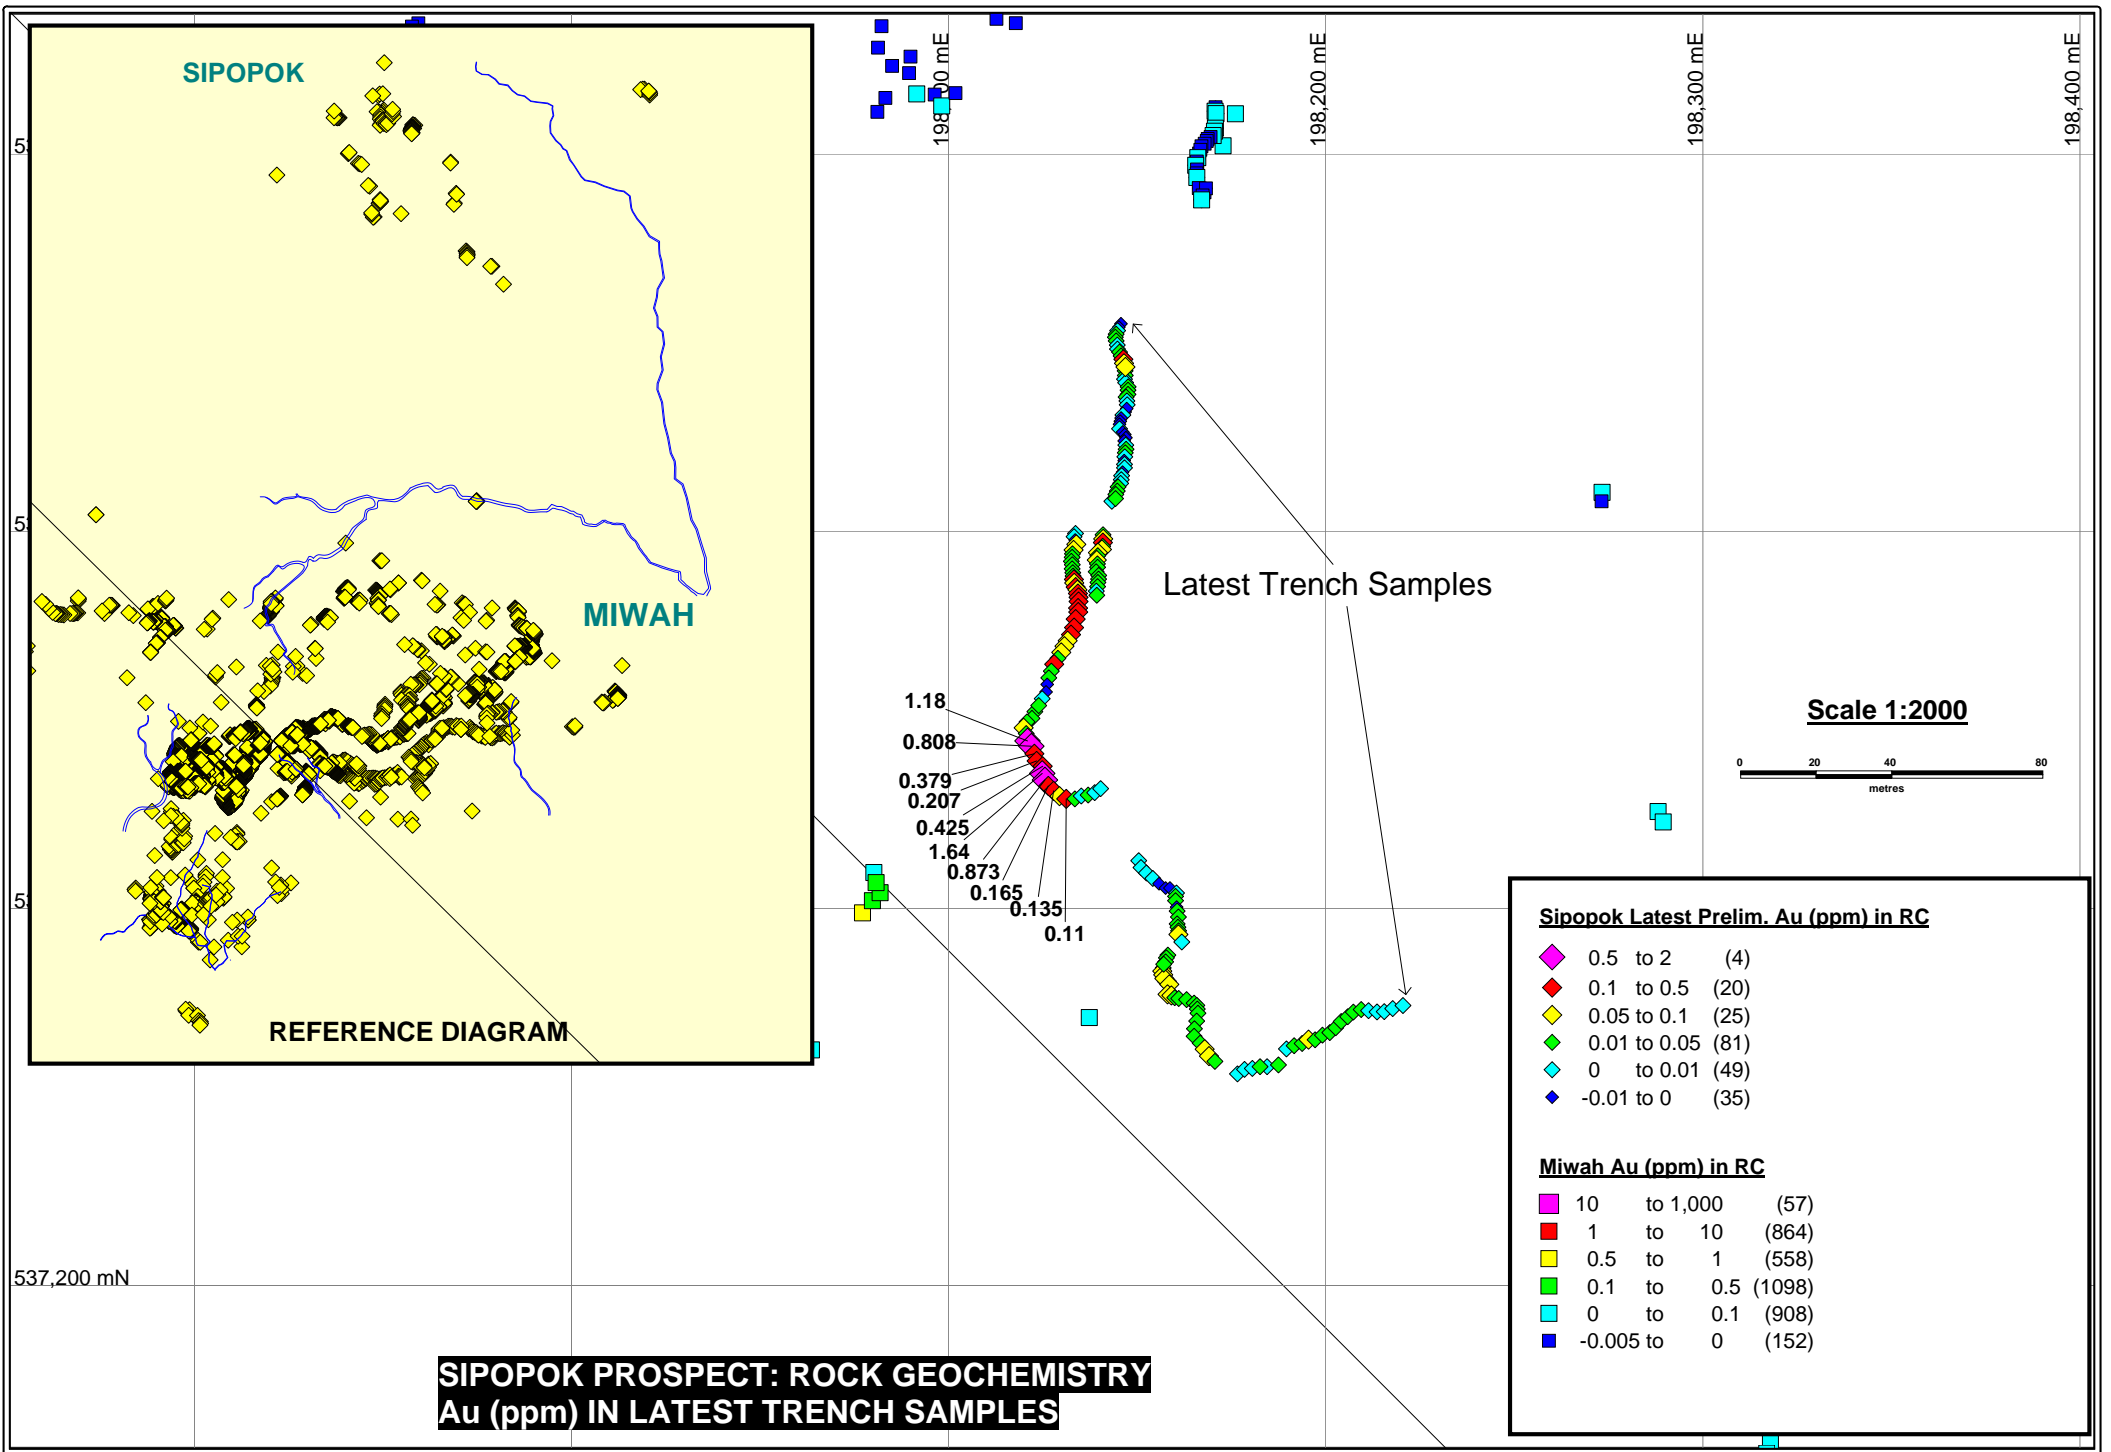 SIPOPOK
MIWAH
REFERENCE DIAGRAM
198,200 mE
198,300 mE
198,400 mE
537,200 mN
Latest Trench Samples
1.18
0.808
0.379
0.207
0.425
1.64
0.873
0.165
0.135
0.11
Scale 1:2000
0 20 40 80
metres
Sipopok Latest Prelim. Au (ppm) in RC
0.5 to 2 (4)
0.1 to 0.5 (20)
0.05 to 0.1 (25)
0.01 to 0.05 (81)
0 to 0.01 (49)
-0.01 to 0 (35)
Miwah Au (ppm) in RC
10 to 1,000 (57)
1 to 10 (864)
0.5 to 1 (558)
0.1 to 0.5 (1098)
0 to 0.1 (908)
-0.005 to 0 (152)
SIPOPOK PROSPECT: ROCK GEOCHEMISTRY
Au (ppm) IN LATEST TRENCH SAMPLES